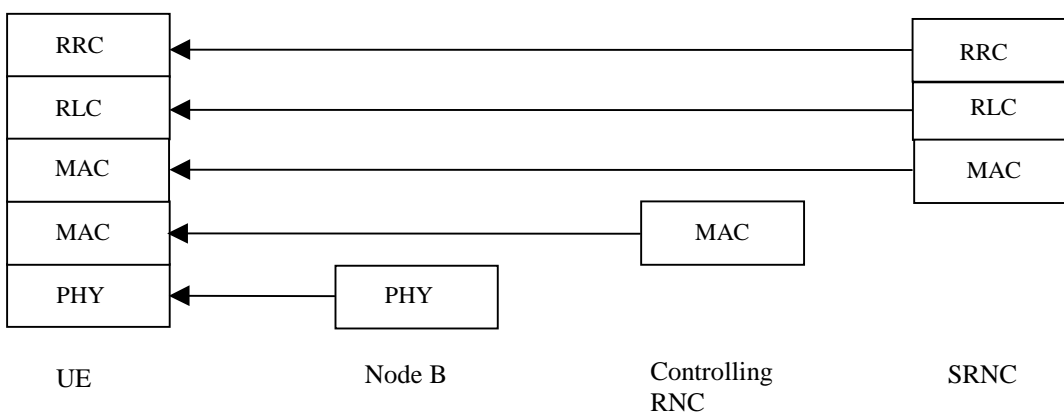 RRC
RRC
RLC
RLC
MAC
MAC
MAC
MAC
PHY
PHY
UE
Node B
Controlling
RNC
SRNC